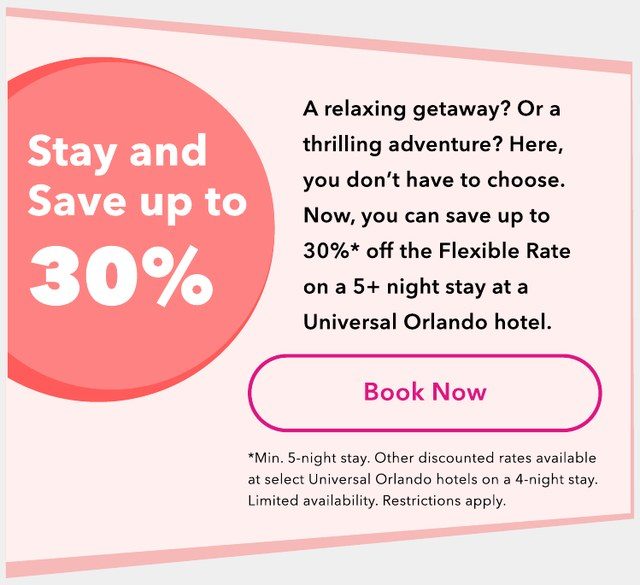 Stay and
Save up to
30%
A relaxing getaway? Or a
thrilling adventure? Here,
you don’t have to choose.
Now, you can save up to
30%* off the Flexible Rate
on a 5+ night stay at a
Universal Orlando hotel.
Book Now
*Min. 5-night stay. Other discounted rates available
at select Universal Orlando hotels on a 4-night stay.
Limited availability. Restrictions apply.